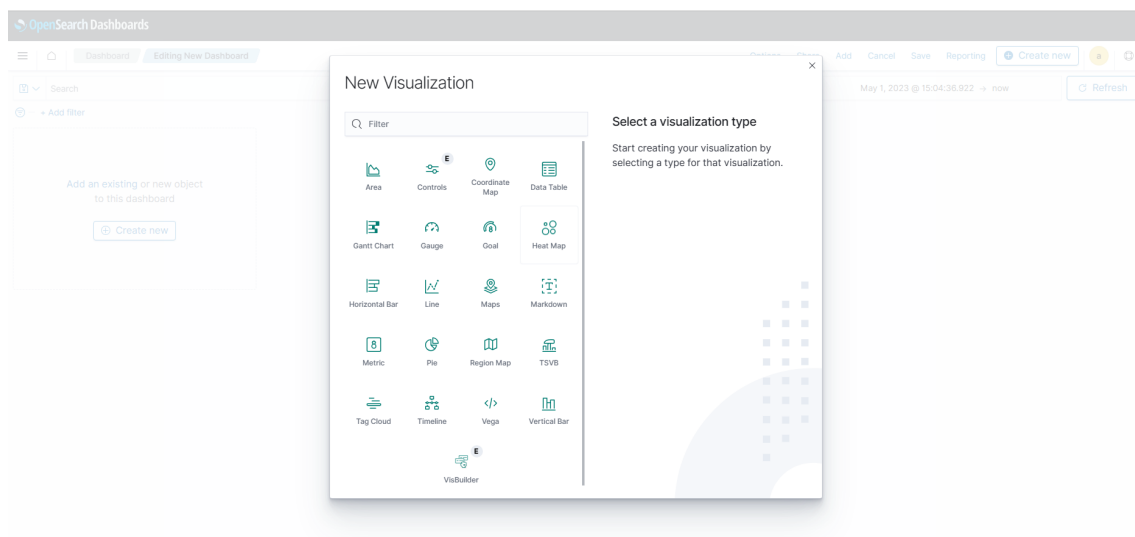 OpenSearch Dashboards
Dashboard Editing New Dashboard Options Share Add Cancel Save Reporting Create new a
Search May 1, 2023 @ 15:04:36.922 → now Refresh
+ Add filter
Add an existing or new object
to this dashboard
Create new
New Visualization
Filter
Area
E
Controls
Coordinate
Map
Data Table
Gantt Chart
Gauge
8
Goal
Heat Map
Horizontal Bar
Line
Maps
T
Markdown
8
Metric
Pie
Region Map
TSVB
Tag Cloud
Timeline
</>
Vega
Vertical Bar
E
VisBuilder
Select a visualization type
Start creating your visualization by
selecting a type for that visualization.